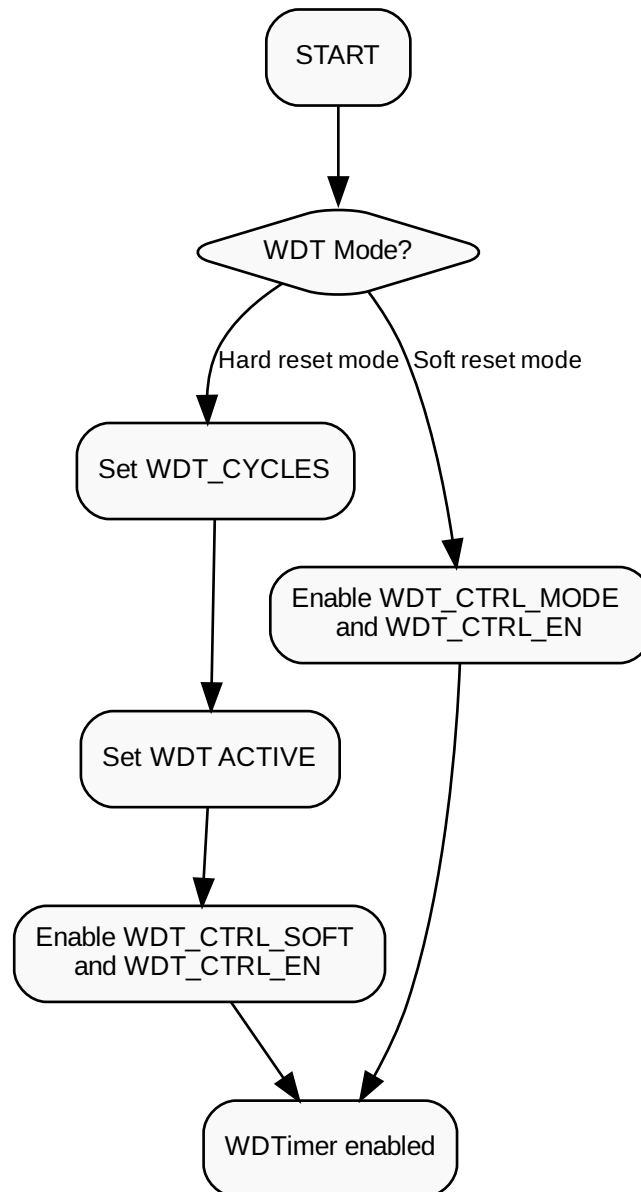 START
WDT Mode?
Hard reset mode
Soft reset mode
Set WDT_CYCLES
Enable WDT_CTRL_MODE
and WDT_CTRL_EN
Set WDT ACTIVE
Enable WDT_CTRL_SOFT
and WDT_CTRL_EN
WDTimer enabled